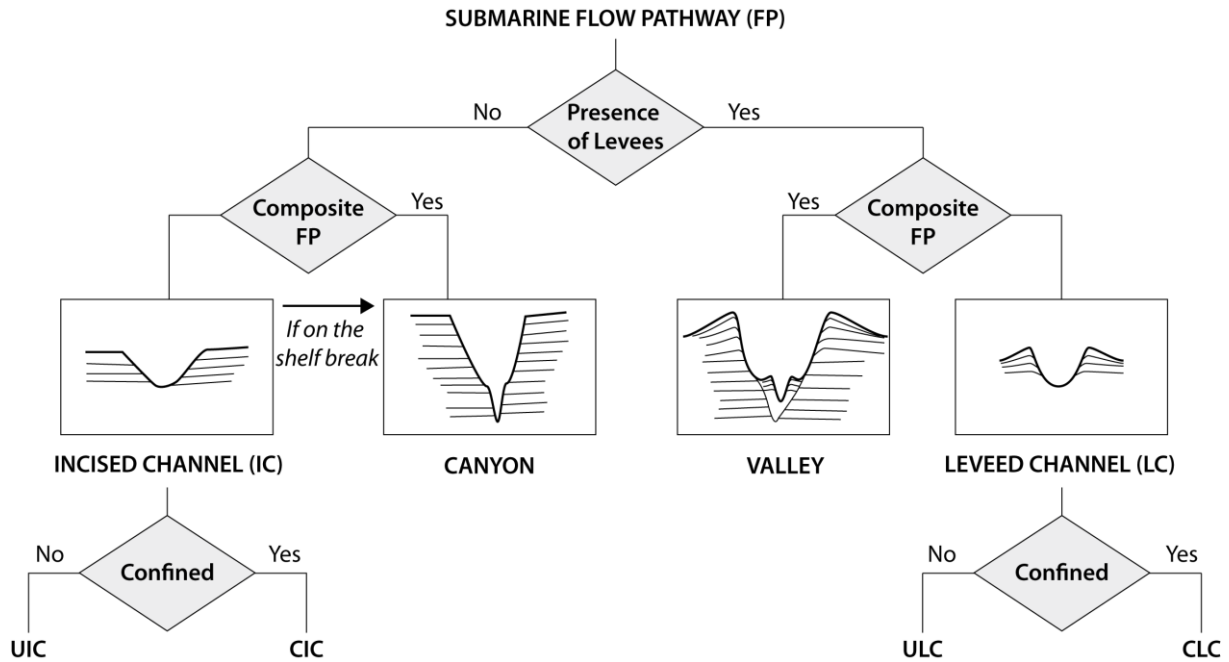 SUBMARINE FLOW PATHWAY (FP)
No
Presence
of Levees
Yes
Composite
FP
Yes
Yes
Composite
FP
If on the
shelf break
INCISED CHANNEL (IC)
CANYON
VALLEY
LEVEED CHANNEL (LC)
No
Confined
Yes
No
Confined
Yes
UIC
CIC
ULC
CLC